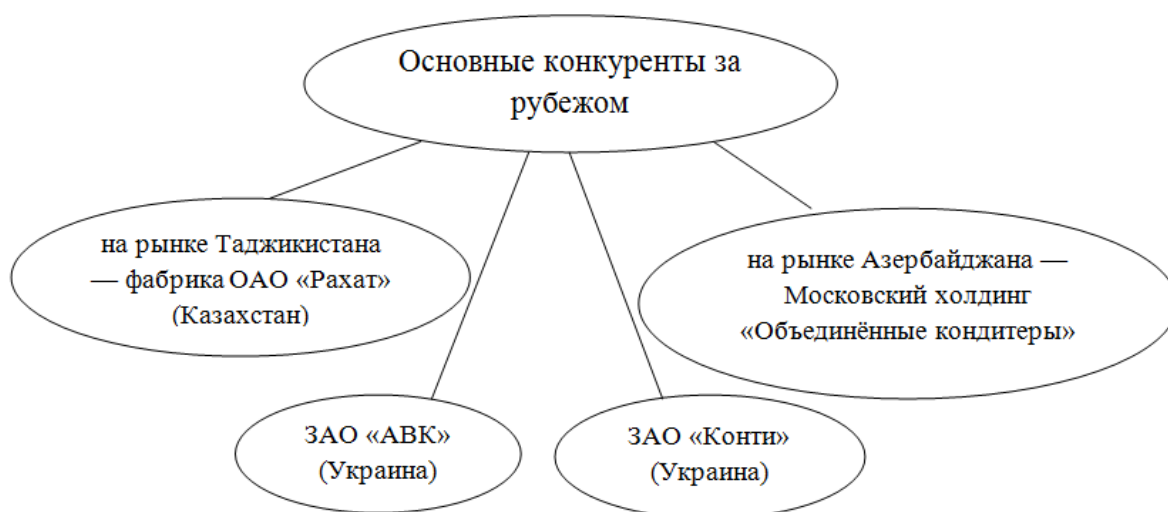 Основные конкуренты за
рубежом
на рынке Таджикистана
— фабрика ОАО «Рахат»
(Казахстан)
на рынке Азербайджана —
Московский холдинг
«Объединённые кондитеры»
ЗАО «АВК»
(Украина)
ЗАО «Конти»
(Украина)